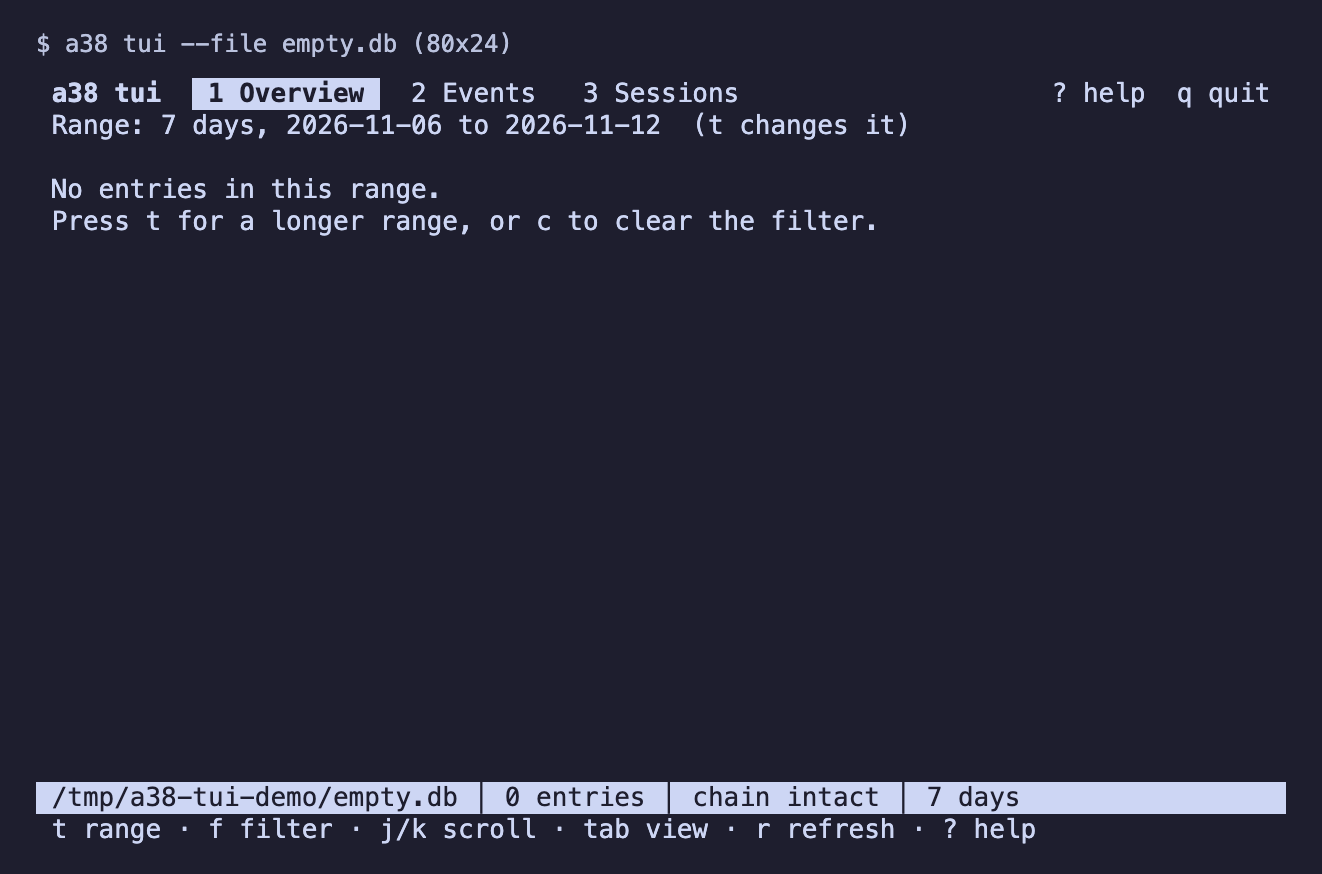 $ a38 tui --file empty.db (80x24)
a38 tui  1 Overview  2 Events  3 Sessions  ? help  q quit
Range: 7 days, 2026-11-06 to 2026-11-12  (t changes it)
No entries in this range.
Press t for a longer range, or c to clear the filter.
/tmp/a38-tui-demo/empty.db │ 0 entries │ chain intact │ 7 days
t range · f filter · j/k scroll · tab view · r refresh · ? help